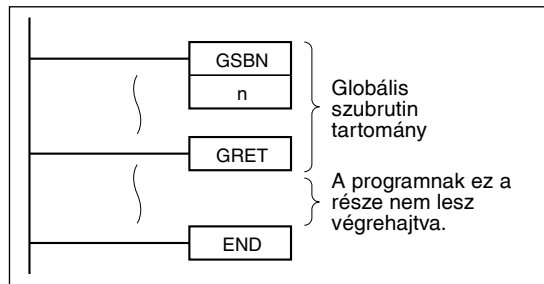 GSBN
n
Globális
szubrutin
tartomány
GRET
A programnak ez a
része nem lesz
végrehajtva.
END